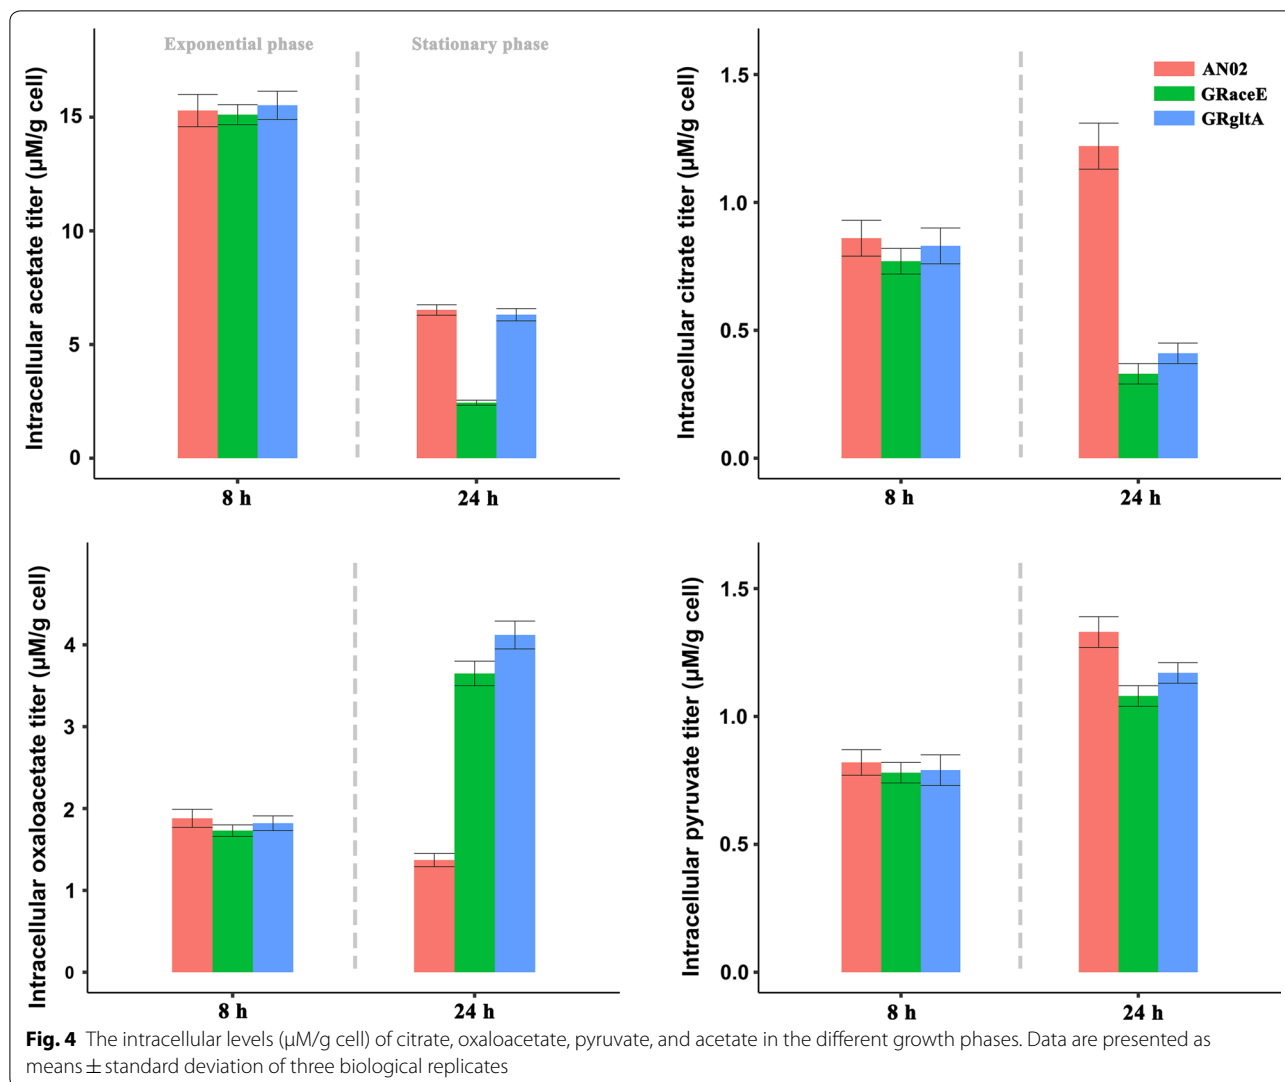 Intracellular acetate titer (µM/g cell)
Exponential phase
Stationary phase
15
10
5
0
8 h
24 h
Intracellular citrate titer (µM/g cell)
1.5
1.0
0.5
0.0
8 h
24 h
AN02
GRaceE
GRgltA
Intracellular oxaloacetate titer (µM/g cell)
4
3
2
1
0
8 h
24 h
Intracellular pyruvate titer (µM/g cell)
1.5
1.0
0.5
0.0
8 h
24 h
Fig. 4 The intracellular levels (µM/g cell) of citrate, oxaloacetate, pyruvate, and acetate in the different growth phases. Data are presented as
means ± standard deviation of three biological replicates